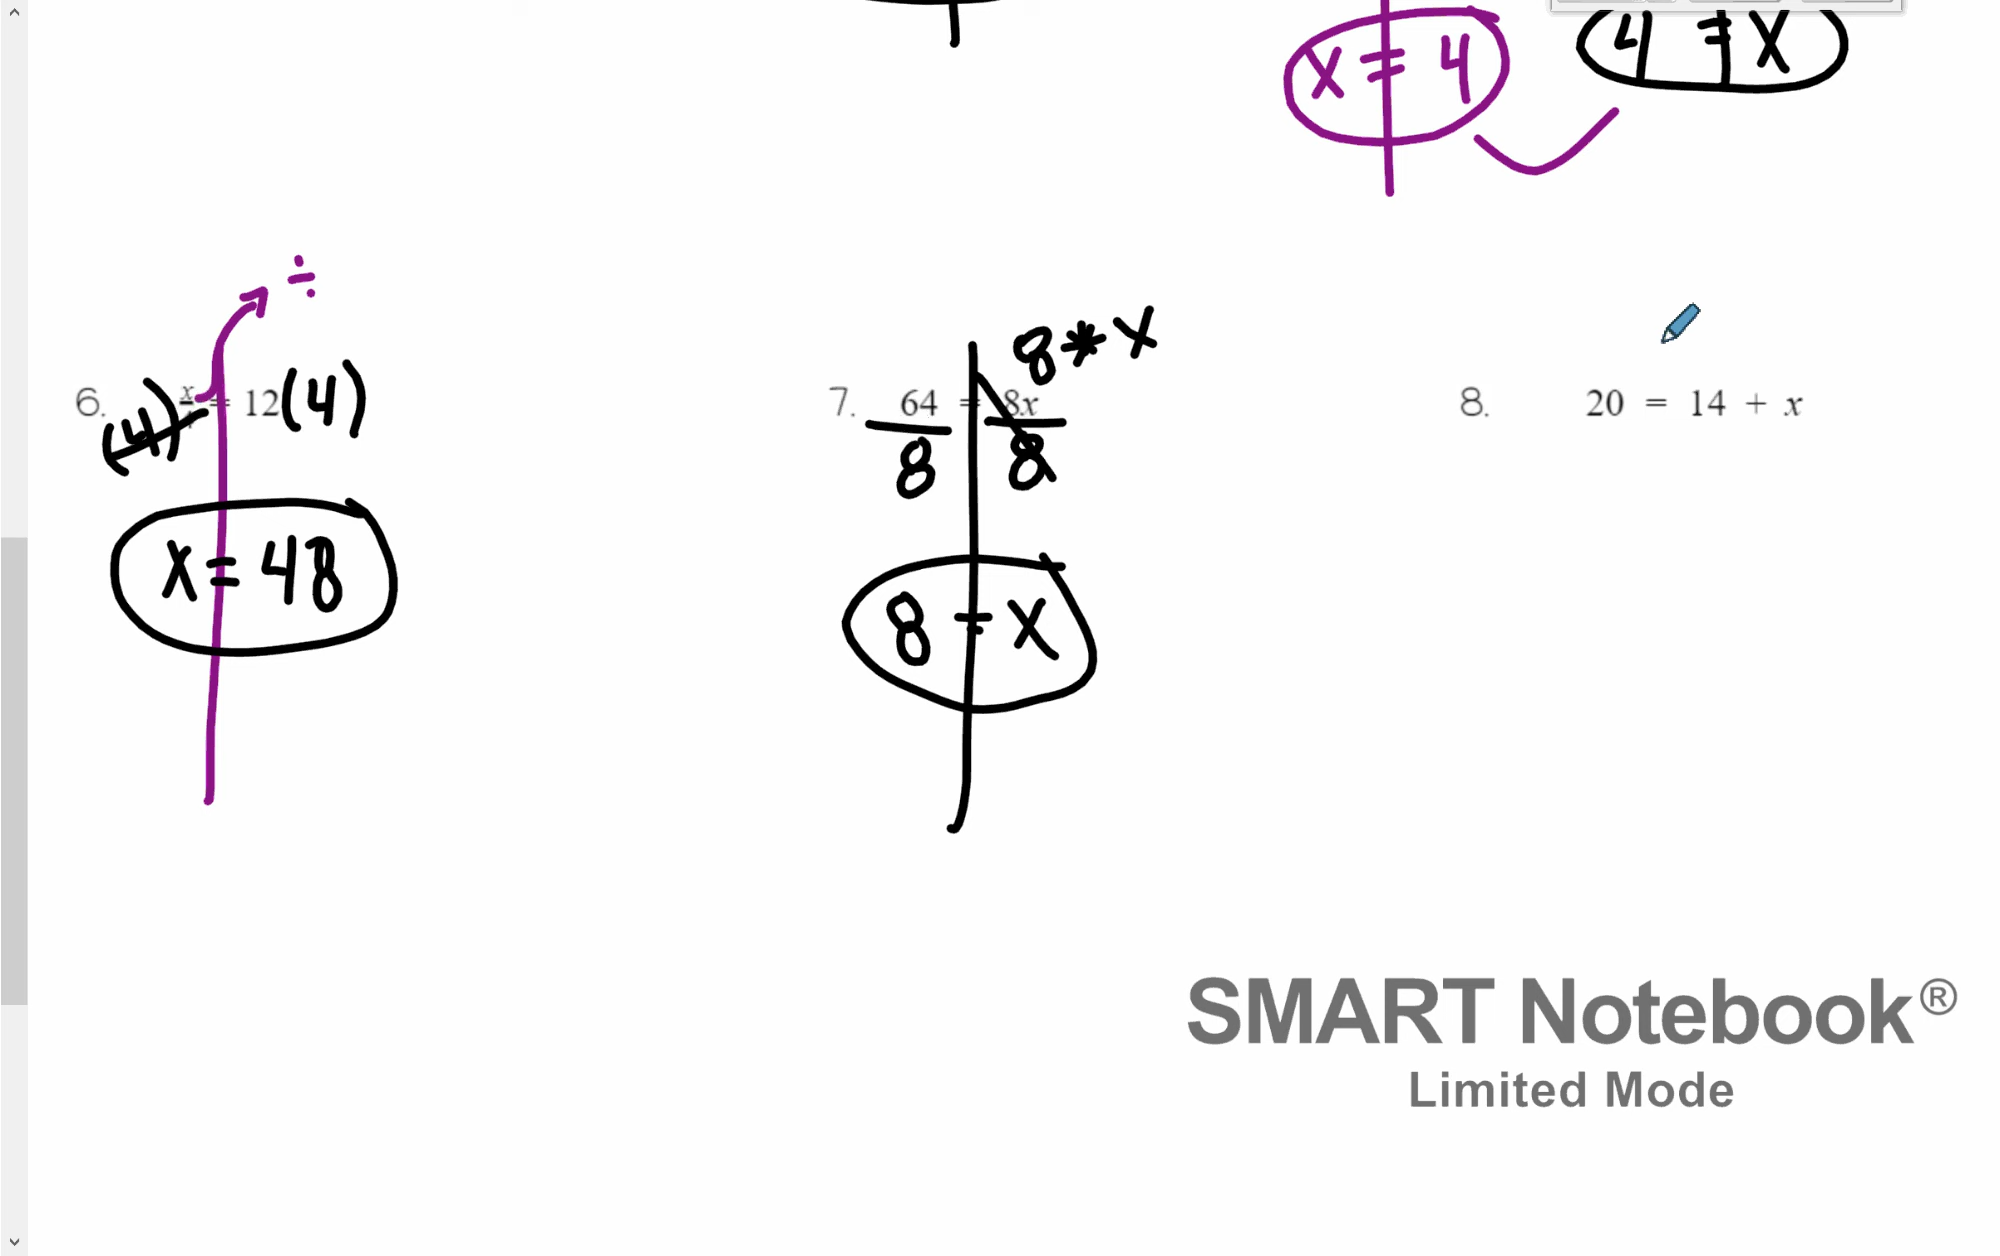 x = 4
4 = x
÷
8 * x
6. (4) x/4 = 12 (4)
7. 64 = 8x
8. 20 = 14 + x
8 8
x = 48
8 = x
SMART Notebook®
Limited Mode